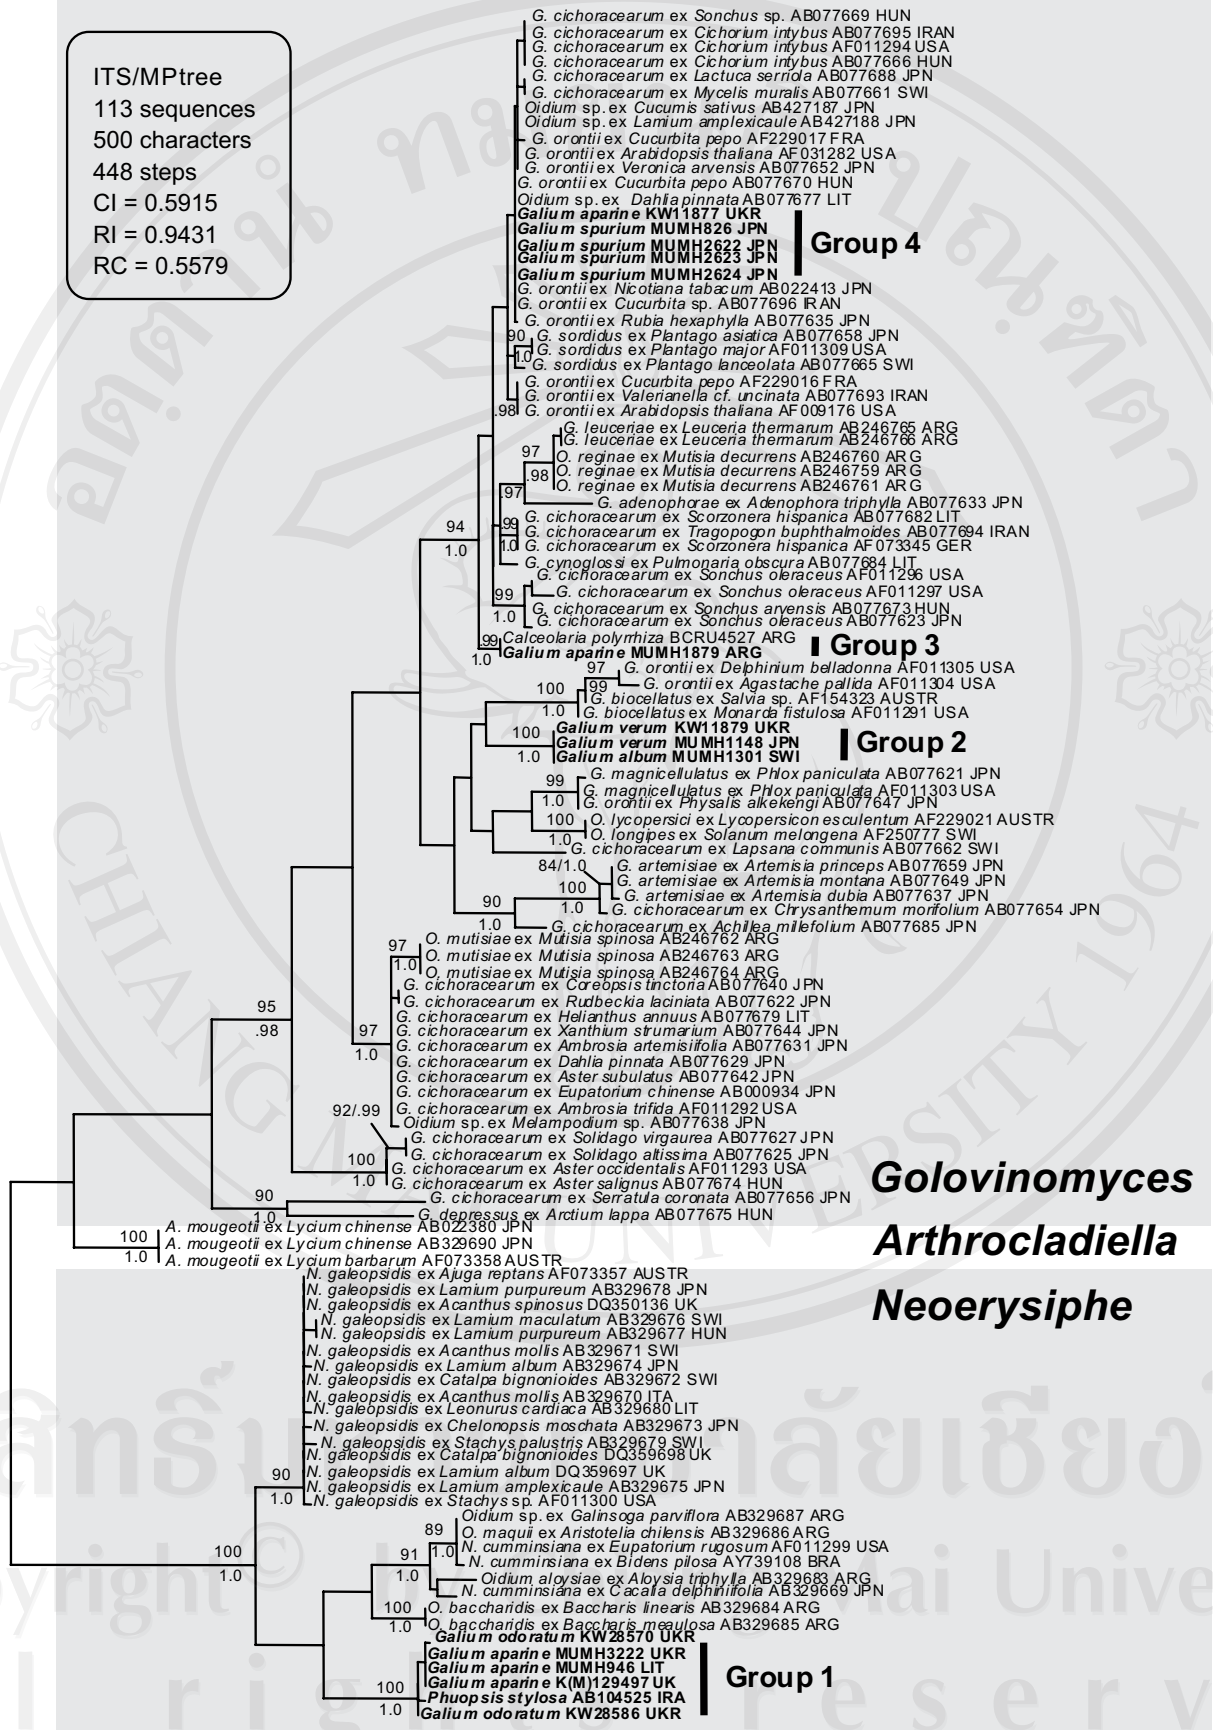 ITS/MPtree
113 sequences
500 characters
448 steps
CI = 0.5915
RI = 0.9431
RC = 0.5579
G. cichoracearum ex Sonchus sp. AB077669 HUN
G. cichoracearum ex Cichorium intybus AB077695 IRAN
G. cichoracearum ex Cichorium intybus AF011294 USA
G. cichoracearum ex Cichorium intybus AB077666 HUN
G. cichoracearum ex Lactuca serriola AB077688 JPN
G. cichoracearum ex Mycelis muralis AB077661 SWI
Oidium sp. ex Cucumis sativus AB427187 JPN
Oidium sp. ex Lamium amplexicaule AB427188 JPN
G. orontii ex Cucurbita pepo AF229017 FRA
G. orontii ex Arabidopsis thaliana AF031282 USA
G. orontii ex Veronica arvensis AB077652 JPN
G. orontii ex Cucurbita pepo AB077670 HUN
Oidium sp. ex Dahlia pinnata AB077677 LIT
Galium aparine KW11877 UKR
Galium spurium MUMH826 JPN
Galium spurium MUMH2622 JPN
Galium spurium MUMH2623 JPN
Galium spurium MUMH2624 JPN
Group 4
G. orontii ex Nicotiana tabacum AB022413 JPN
G. orontii ex Cucurbita sp. AB077696 IRAN
G. orontii ex Rubia hexaphylla AB077635 JPN
90
G. sordidus ex Plantago asiatica AB077658 JPN
G. sordidus ex Plantago major AF011309 USA
1.0
G. sordidus ex Plantago lanceolata AB077665 SWI
G. orontii ex Cucurbita pepo AF229016 FRA
G. orontii ex Valerianella cf. uncinata AB077693 IRAN
.98
G. orontii ex Arabidopsis thaliana AF009176 USA
G. leuceriae ex Leuceria thermarum AB246765 ARG
G. leuceriae ex Leuceria thermarum AB246766 ARG
97
O. reginae ex Mutisia decurrens AB246760 ARG
.98
O. reginae ex Mutisia decurrens AB246759 ARG
O. reginae ex Mutisia decurrens AB246761 ARG
.97
G. adenophorae ex Adenophora triphylla AB077633 JPN
G. cichoracearum ex Scorzonera hispanica AB077682 LIT
.99
G. cichoracearum ex Tragopogon buphthalmoides AB077694 IRAN
1.0
G. cichoracearum ex Scorzonera hispanica AF073345 GER
94
1.0
G. cynoglossi ex Pulmonaria obscura AB077684 LIT
G. cichoracearum ex Sonchus oleraceus AF011296 USA
G. cichoracearum ex Sonchus oleraceus AF011297 USA
99
1.0
G. cichoracearum ex Sonchus arvensis AB077673 HUN
G. cichoracearum ex Sonchus oleraceus AB077623 JPN
.99
1.0
Calceolaria polyrrhiza BCRU4527 ARG
Galium aparine MUMH1879 ARG
Group 3
97
G. orontii ex Delphinium belladonna AF011305 USA
.99
G. orontii ex Agastache pallida AF011304 USA
100
1.0
G. biocellatus ex Salvia sp. AF154323 AUSTR
G. biocellatus ex Monarda fistulosa AF011291 USA
100
1.0
Galium verum KW11879 UKR
Galium verum MUMH1148 JPN
Galium album MUMH1301 SWI
Group 2
G. magnicellulatus ex Phlox paniculata AB077621 JPN
99
1.0
G. magnicellulatus ex Phlox paniculata AF011303 USA
G. orontii ex Physalis alkekengi AB077647 JPN
100
1.0
O. lycopersici ex Lycopersicon esculentum AF229021 AUSTR
O. longipes ex Solanum melongena AF250777 SWI
G. cichoracearum ex Lapsana communis AB077662 SWI
84/1.0
G. artemisiae ex Artemisia princeps AB077659 JPN
G. artemisiae ex Artemisia montana AB077649 JPN
100
1.0
G. artemisiae ex Artemisia dubia AB077637 JPN
G. cichoracearum ex Chrysanthemum morifolium AB077654 JPN
90
1.0
G. cichoracearum ex Achillea millefolium AB077685 JPN
97
1.0
O. mutisiae ex Mutisia spinosa AB246762 ARG
O. mutisiae ex Mutisia spinosa AB246763 ARG
O. mutisiae ex Mutisia spinosa AB246764 ARG
G. cichoracearum ex Coreopsis tinctoria AB077640 JPN
G. cichoracearum ex Rudbeckia laciniata AB077622 JPN
95
.98
97
1.0
G. cichoracearum ex Helianthus annuus AB077679 LIT
G. cichoracearum ex Xanthium strumarium AB077644 JPN
G. cichoracearum ex Ambrosia artemisiifolia AB077631 JPN
G. cichoracearum ex Dahlia pinnata AB077629 JPN
G. cichoracearum ex Aster subulatus AB077642 JPN
G. cichoracearum ex Eupatorium chinense AB000934 JPN
G. cichoracearum ex Ambrosia trifida AF011292 USA
Oidium sp. ex Melampodium sp. AB077638 JPN
92/.99
G. cichoracearum ex Solidago virgaurea AB077627 JPN
G. cichoracearum ex Solidago altissima AB077625 JPN
100
1.0
G. cichoracearum ex Aster occidentalis AF011293 USA
G. cichoracearum ex Aster salignus AB077674 HUN
90
1.0
G. cichoracearum ex Serratula coronata AB077656 JPN
G. depressus ex Arctium lappa AB077675 HUN
Golovinomyces
100
1.0
A. mougeotii ex Lycium chinense AB022380 JPN
A. mougeotii ex Lycium chinense AB329690 JPN
A. mougeotii ex Lycium barbarum AF073358 AUSTR
Arthrocladiella
N. galeopsidis ex Ajuga reptans AF073357 AUSTR
N. galeopsidis ex Lamium purpureum AB329678 JPN
N. galeopsidis ex Acanthus spinosus DQ350136 UK
Neoerysiphe
N. galeopsidis ex Lamium maculatum AB329676 SWI
N. galeopsidis ex Lamium purpureum AB329677 HUN
N. galeopsidis ex Acanthus mollis AB329671 SWI
N. galeopsidis ex Lamium album AB329674 JPN
N. galeopsidis ex Catalpa bignonioides AB329672 SWI
N. galeopsidis ex Acanthus mollis AB329670 ITA
N. galeopsidis ex Leonurus cardiaca AB329680 LIT
N. galeopsidis ex Chelonopsis moschata AB329673 JPN
N. galeopsidis ex Stachys palustris AB329679 SWI
N. galeopsidis ex Catalpa bignonioides DQ359698 UK
90
1.0
N. galeopsidis ex Lamium album DQ359697 UK
N. galeopsidis ex Lamium amplexicaule AB329675 JPN
N. galeopsidis ex Stachys sp. AF011300 USA
100
1.0
Oidium sp. ex Galinsoga parviflora AB329687 ARG
89
1.0
O. maquii ex Aristotelia chilensis AB329686 ARG
N. cumminsiana ex Eupatorium rugosum AF011299 USA
N. cumminsiana ex Bidens pilosa AY739108 BRA
91
1.0
Oidium aloysiae ex Aloysia triphylla AB329683 ARG
N. cumminsiana ex Cacalia delphiniifolia AB329669 JPN
100
1.0
O. baccharidis ex Baccharis linearis AB329684 ARG
O. baccharidis ex Baccharis meaulosa AB329685 ARG
Galium odoratum KW28570 UKR
Galium aparine MUMH3222 UKR
Galium aparine MUMH946 LIT
Galium aparine K(M)129497 UK
100
1.0
Phuopsis stylosa AB104525 IRA
Galium odoratum KW28586 UKR
Group 1
CHIANG MAI UNIVERSITY 1964